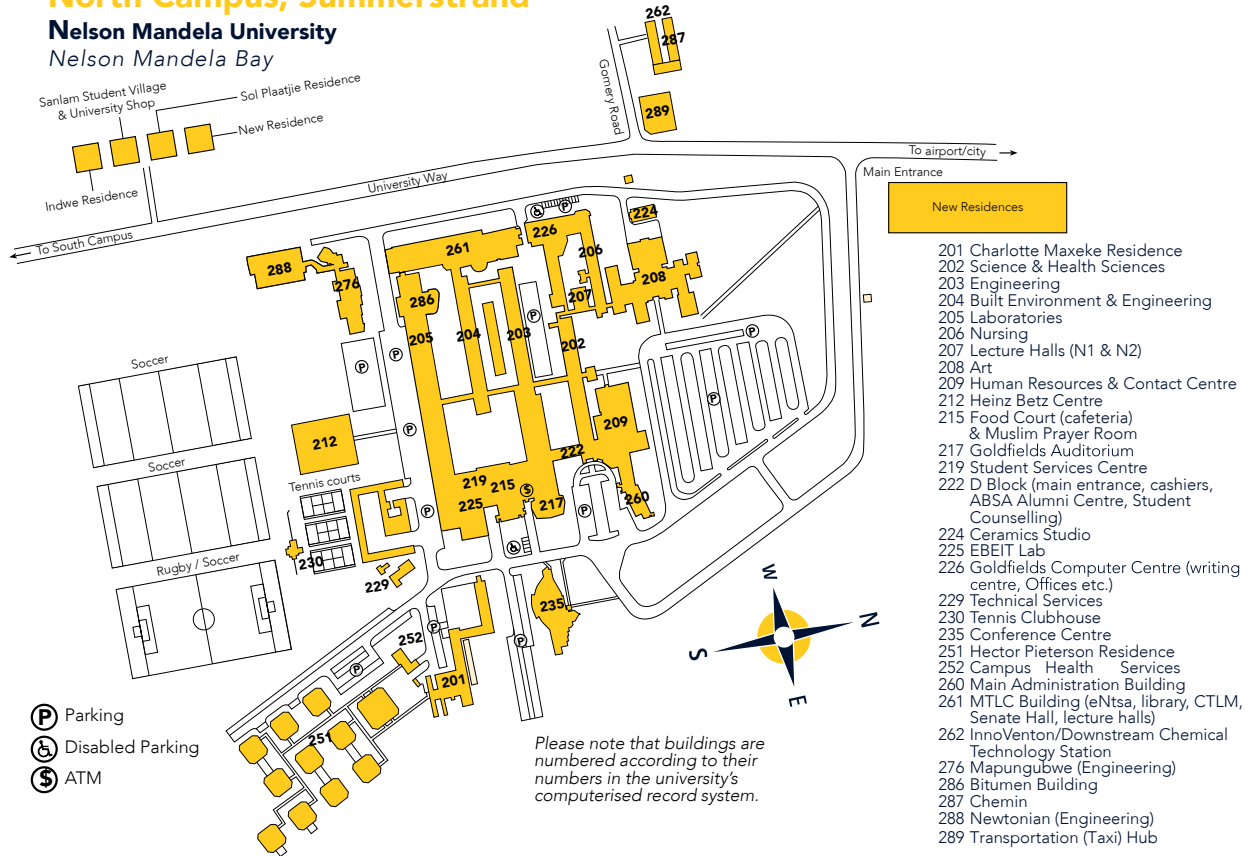 North Campus, Summerstrand
Nelson Mandela University
Nelson Mandela Bay
Sanlam Student Village
& University Shop
Sol Plaatjie Residence
New Residence
Indwe Residence
To South Campus
University Way
Gomery Road
To airport/city
Main Entrance
New Residences
262
287
289
224
226
206
261
288
276
208
207
286
205
204
203
202
P
P
P
P
P
P
Soccer
212
P
209
222
Soccer
Tennis courts
219
215
$
225
217
260
P
P
230
Rugby / Soccer
229
235
252
P
P
P
201
251
W
N
S
E
P Parking
Disabled Parking
$ ATM
Please note that buildings are
numbered according to their
numbers in the university's
computerised record system.
201 Charlotte Maxeke Residence
202 Science & Health Sciences
203 Engineering
204 Built Environment & Engineering
205 Laboratories
206 Nursing
207 Lecture Halls (N1 & N2)
208 Art
209 Human Resources & Contact Centre
212 Heinz Betz Centre
215 Food Court (cafeteria)
& Muslim Prayer Room
217 Goldfields Auditorium
219 Student Services Centre
222 D Block (main entrance, cashiers,
ABSA Alumni Centre, Student
Counselling)
224 Ceramics Studio
225 EBEIT Lab
226 Goldfields Computer Centre (writing
centre, Offices etc.)
229 Technical Services
230 Tennis Clubhouse
235 Conference Centre
251 Hector Pieterson Residence
252 Campus Health Services
260 Main Administration Building
261 MTLC Building (eNtsa, library, CTLM,
Senate Hall, lecture halls)
262 InnoVenton/Downstream Chemical
Technology Station
276 Mapungubwe (Engineering)
286 Bitumen Building
287 Chemin
288 Newtonian (Engineering)
289 Transportation (Taxi) Hub